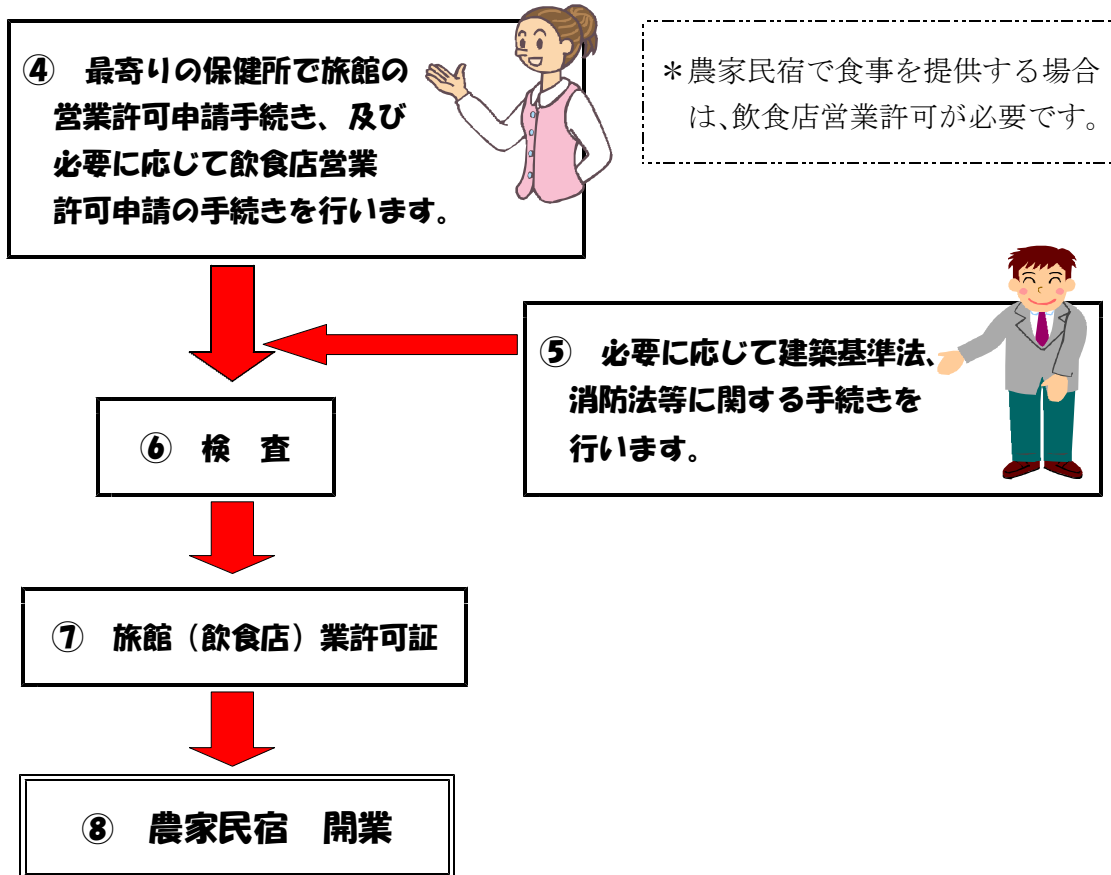 ④　最寄りの保健所で旅館の
営業許可申請手続き、及び
必要に応じて飲食店営業
許可申請の手続きを行います。
＊農家民宿で食事を提供する場合
は、飲食店営業許可が必要です。
⑤　必要に応じて建築基準法、
消防法等に関する手続きを
行います。
⑥　検　査
⑦　旅館（飲食店）業許可証
⑧　農家民宿　開業